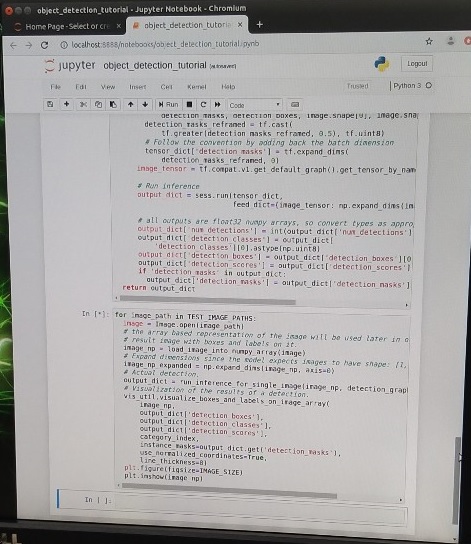 object_detection_tutorial - Jupyter Notebook - Chromium
Home Page - Select or cre
object_detection_tutoria
localhost:8888/notebooks/object_detection_tutorial.ipynb
jupyter object_detection_tutorial (autosaved)
Logout
File Edit View Insert Cell Kernel Help
Trusted Python 3
Run Code
detection_masks, detection_boxes, image.shape[0], image.sha
detection_masks_reframed = tf.cast(
tf.greater(detection_masks_reframed, 0.5), tf.uint8)
# Follow the convention by adding back the batch dimension
tensor_dict['detection_masks'] = tf.expand_dims(
detection_masks_reframed, 0)
image_tensor = tf.compat.v1.get_default_graph().get_tensor_by_nam
# Run inference
output_dict = sess.run(tensor_dict,
feed_dict={image_tensor: np.expand_dims(im
# all outputs are float32 numpy arrays, so convert types as appro
output_dict['num_detections'] = int(output_dict['num_detections']
output_dict['detection_classes'] = output_dict[
'detection_classes'][0].astype(np.uint8)
output_dict['detection_boxes'] = output_dict['detection_boxes'][0
output_dict['detection_scores'] = output_dict['detection_scores']
if 'detection_masks' in output_dict:
output_dict['detection_masks'] = output_dict['detection_masks']
return output_dict
In [*]: for image_path in TEST_IMAGE_PATHS:
image = Image.open(image_path)
# the array based representation of the image will be used later in o
# result image with boxes and labels on it.
image_np = load_image_into_numpy_array(image)
# Expand dimensions since the model expects images to have shape: [1,
image_np_expanded = np.expand_dims(image_np, axis=0)
# Actual detection.
output_dict = run_inference_for_single_image(image_np, detection_grap
# Visualization of the results of a detection.
vis_util.visualize_boxes_and_labels_on_image_array(
image_np,
output_dict['detection_boxes'],
output_dict['detection_classes'],
output_dict['detection_scores'],
category_index,
instance_masks=output_dict.get('detection_masks'),
use_normalized_coordinates=True,
line_thickness=8)
plt.figure(figsize=IMAGE_SIZE)
plt.imshow(image_np)
In [ ]: